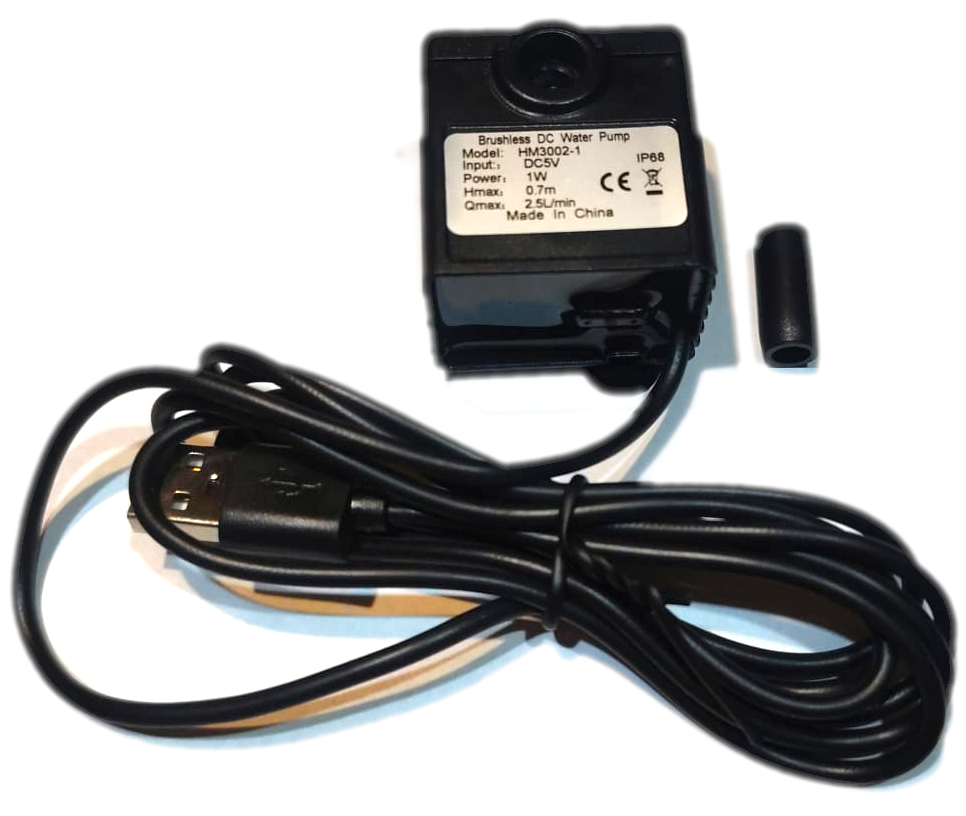 Brushless DC Water Pump
Model: HM3002-1
Input:: DC5V
Power: 1W
Hmax: 0.7m
Qmax: 2.5L/min
IP68
CE
Made In China